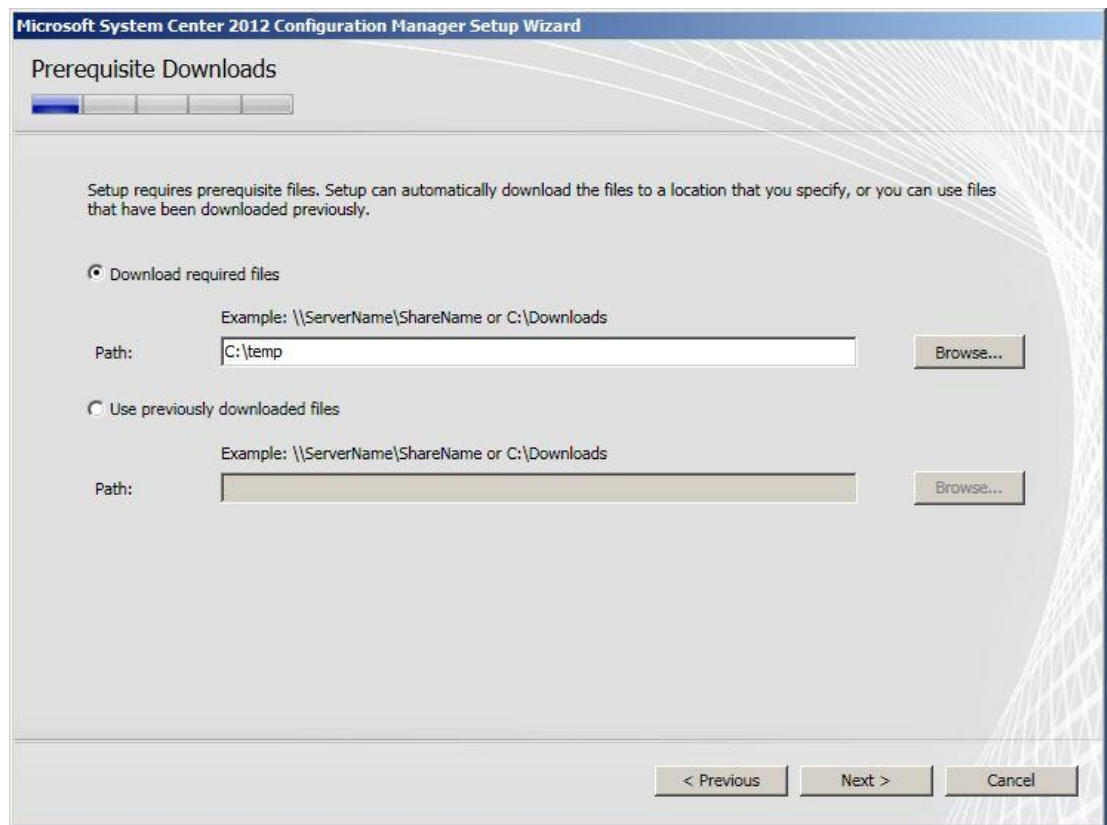 Microsoft System Center 2012 Configuration Manager Setup Wizard
Prerequisite Downloads
Setup requires prerequisite files. Setup can automatically download the files to a location that you specify, or you can use files
that have been downloaded previously.
Download required files
Example: \\ServerName\ShareName or C:\Downloads
Path: C:\temp Browse...
Use previously downloaded files
Example: \\ServerName\ShareName or C:\Downloads
Path: Browse...
< Previous Next > Cancel